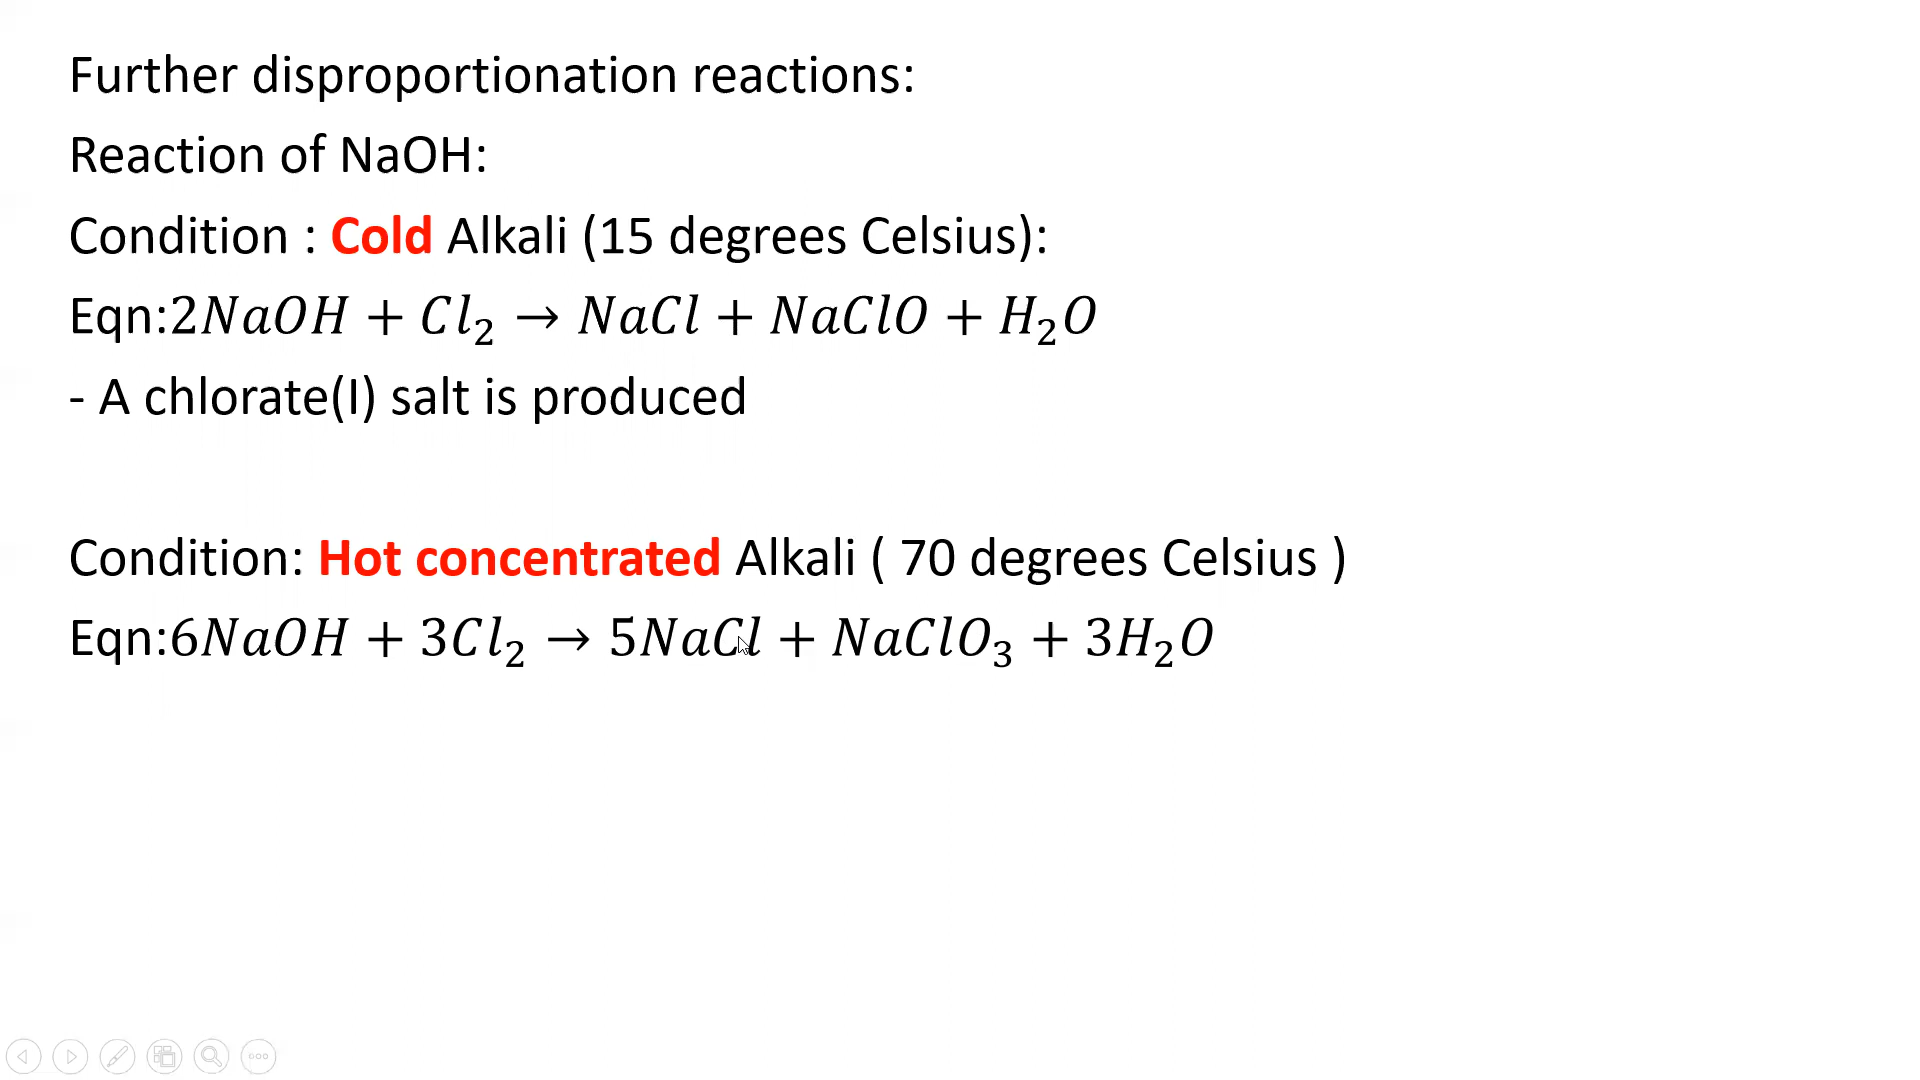 Further disproportionation reactions:
Reaction of NaOH:
Condition : Cold Alkali (15 degrees Celsius):
Eqn:2NaOH + Cl₂ → NaCl + NaClO + H₂O
- A chlorate(I) salt is produced
Condition: Hot concentrated Alkali ( 70 degrees Celsius )
Eqn:6NaOH + 3Cl₂ → 5NaCl + NaClO₃ + 3H₂O